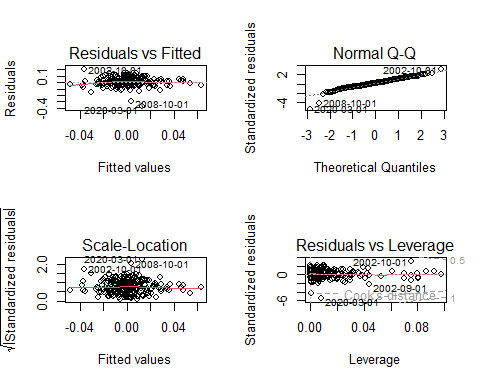 Residuals vs Fitted
Residuals
0.1
-0.4
2002-10-01
2008-10-01
2020-03-01
-0.04 0.00 0.04
Fitted values
Normal Q-Q
Standardized residuals
2
-4
2002-10-01
2008-10-01
2020-03-01
-3 -2 -1 0 1 2 3
Theoretical Quantiles
Scale-Location
√|Standardized residuals|
2.0
0.0
2020-03-01
2008-10-01
2002-10-01
-0.04 0.00 0.04
Fitted values
Residuals vs Leverage
Standardized residuals
0
-6
2002-10-01
2002-09-01
2020-03-01
Cook's distance
0.5
1
0.00 0.04 0.08
Leverage